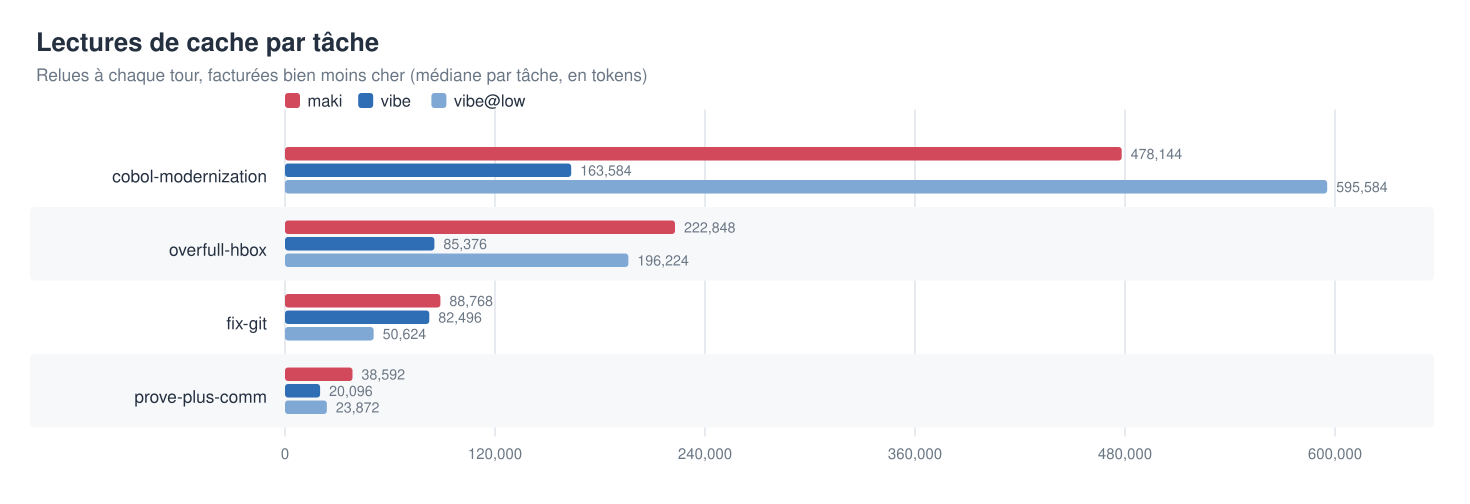 Lectures de cache par tâche
Relues à chaque tour, facturées bien moins cher (médiane par tâche, en tokens)
maki vibe vibe@low
cobol-modernization
478,144
163,584
595,584
overfull-hbox
222,848
85,376
196,224
fix-git
88,768
82,496
50,624
prove-plus-comm
38,592
20,096
23,872
0 120,000 240,000 360,000 480,000 600,000